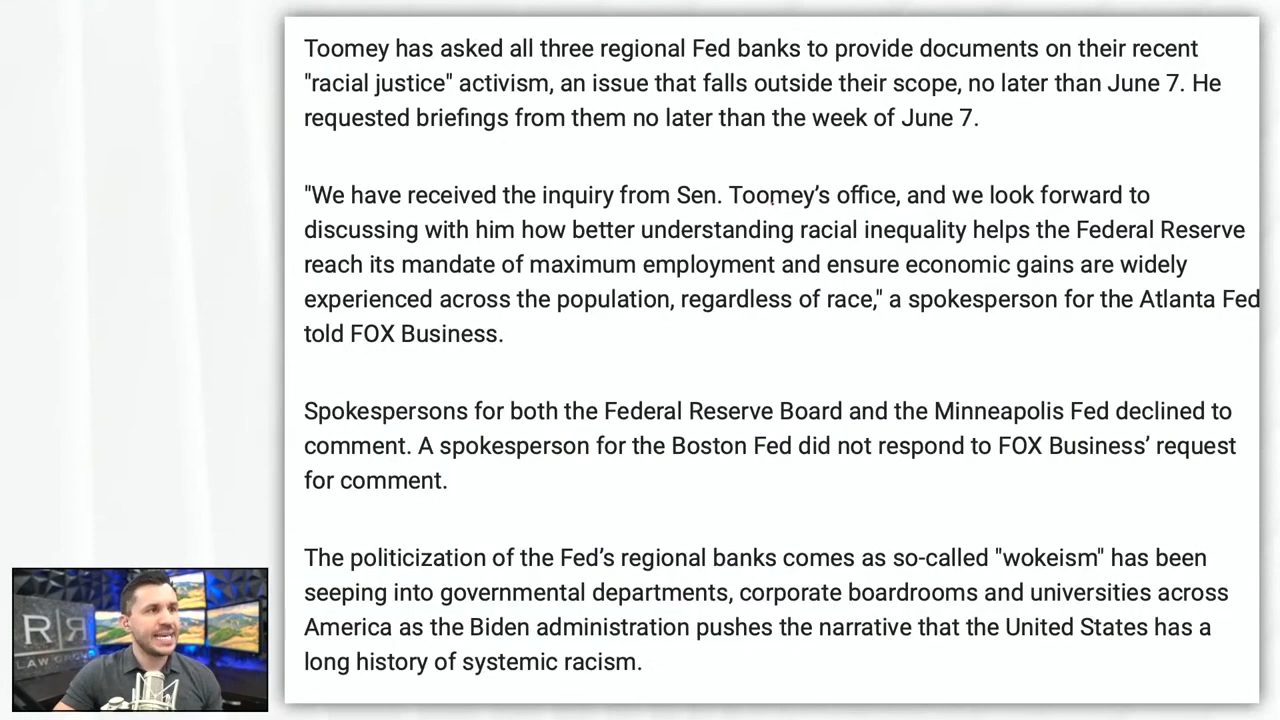 Toomey has asked all three regional Fed banks to provide documents on their recent
"racial justice" activism, an issue that falls outside their scope, no later than June 7. He
requested briefings from them no later than the week of June 7.
"We have received the inquiry from Sen. Toomey’s office, and we look forward to
discussing with him how better understanding racial inequality helps the Federal Reserve
reach its mandate of maximum employment and ensure economic gains are widely
experienced across the population, regardless of race," a spokesperson for the Atlanta Fed
told FOX Business.
Spokespersons for both the Federal Reserve Board and the Minneapolis Fed declined to
comment. A spokesperson for the Boston Fed did not respond to FOX Business’ request
for comment.
The politicization of the Fed’s regional banks comes as so-called "wokeism" has been
seeping into governmental departments, corporate boardrooms and universities across
America as the Biden administration pushes the narrative that the United States has a
long history of systemic racism.
R|R
LAW GROUP